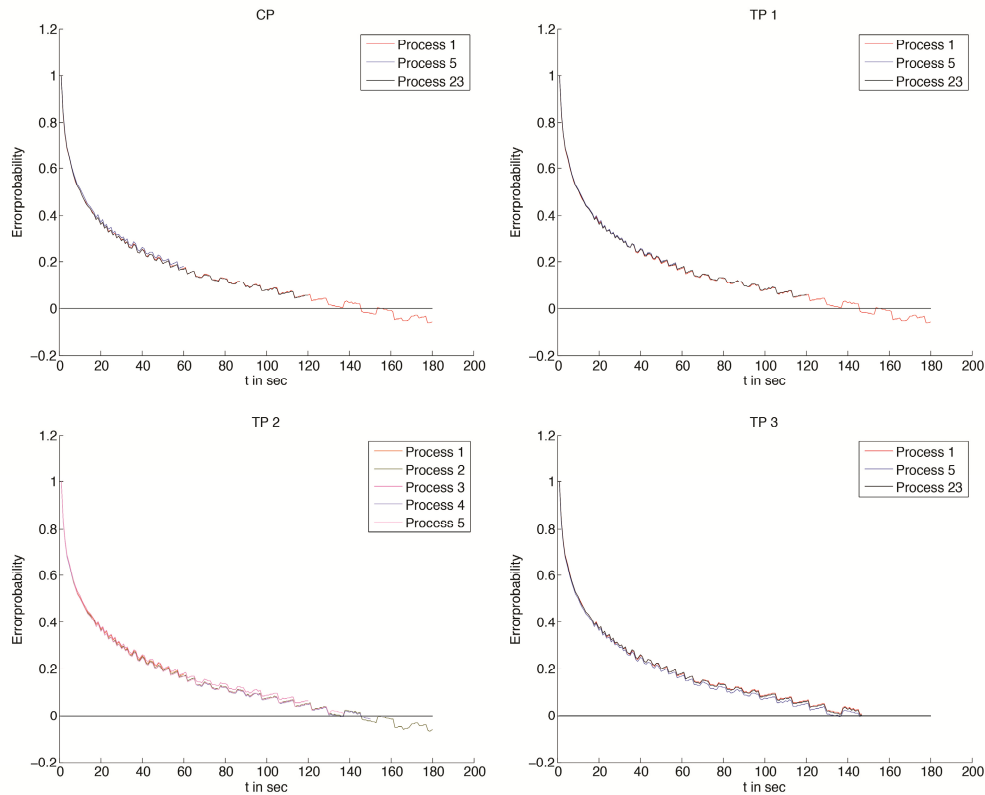 CP
1.2
1
0.8
0.6
0.4
0.2
0
−0.2
Errorprobability
Process 1
Process 5
Process 23
0 20 40 60 80 100 120 140 160 180 200
t in sec
TP 1
1.2
1
0.8
0.6
0.4
0.2
0
−0.2
Errorprobability
Process 1
Process 5
Process 23
0 20 40 60 80 100 120 140 160 180 200
t in sec
TP 2
1.2
1
0.8
0.6
0.4
0.2
0
−0.2
Errorprobability
Process 1
Process 2
Process 3
Process 4
Process 5
0 20 40 60 80 100 120 140 160 180 200
t in sec
TP 3
1.2
1
0.8
0.6
0.4
0.2
0
−0.2
Errorprobability
Process 1
Process 5
Process 23
0 20 40 60 80 100 120 140 160 180 200
t in sec